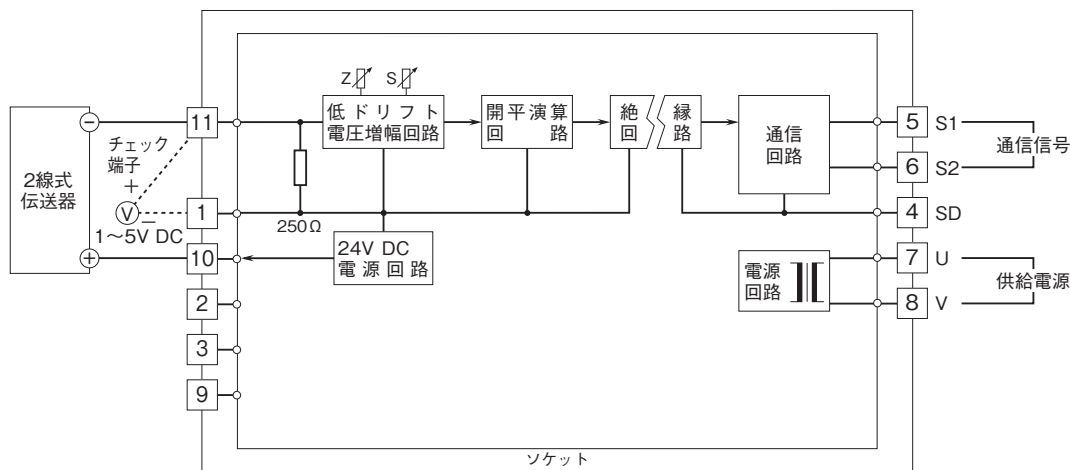 2線式
伝送器
−
+
チェック
端子
+
V
−
1〜5V DC
11
1
10
2
3
9
Z
S
低ドリフト
電圧増幅回路
250Ω
24V DC
電源回路
開平演算
回路
絶縁
回路
通信
回路
電源
回路
5
S1
6
S2
通信信号
4
SD
7
U
8
V
供給電源
ソケット